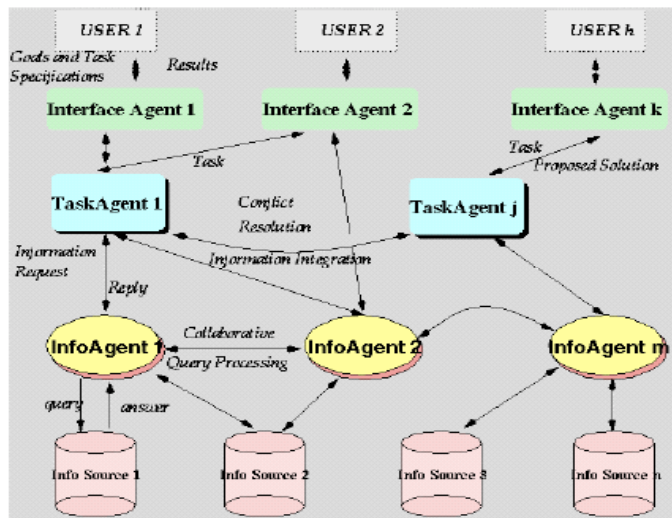 USER 1
USER 2
USER h
Goals and Task
Specifications
Results
Interface Agent 1
Interface Agent 2
Interface Agent k
Task
Task
Proposed Solution
TaskAgent 1
TaskAgent j
Conflict
Resolution
Information
Request
Information Integration
Reply
InfoAgent 1
Collaborative
Query Processing
InfoAgent 2
InfoAgent m
query
answer
Info Source 1
Info Source 2
Info Source 3
Info Source n